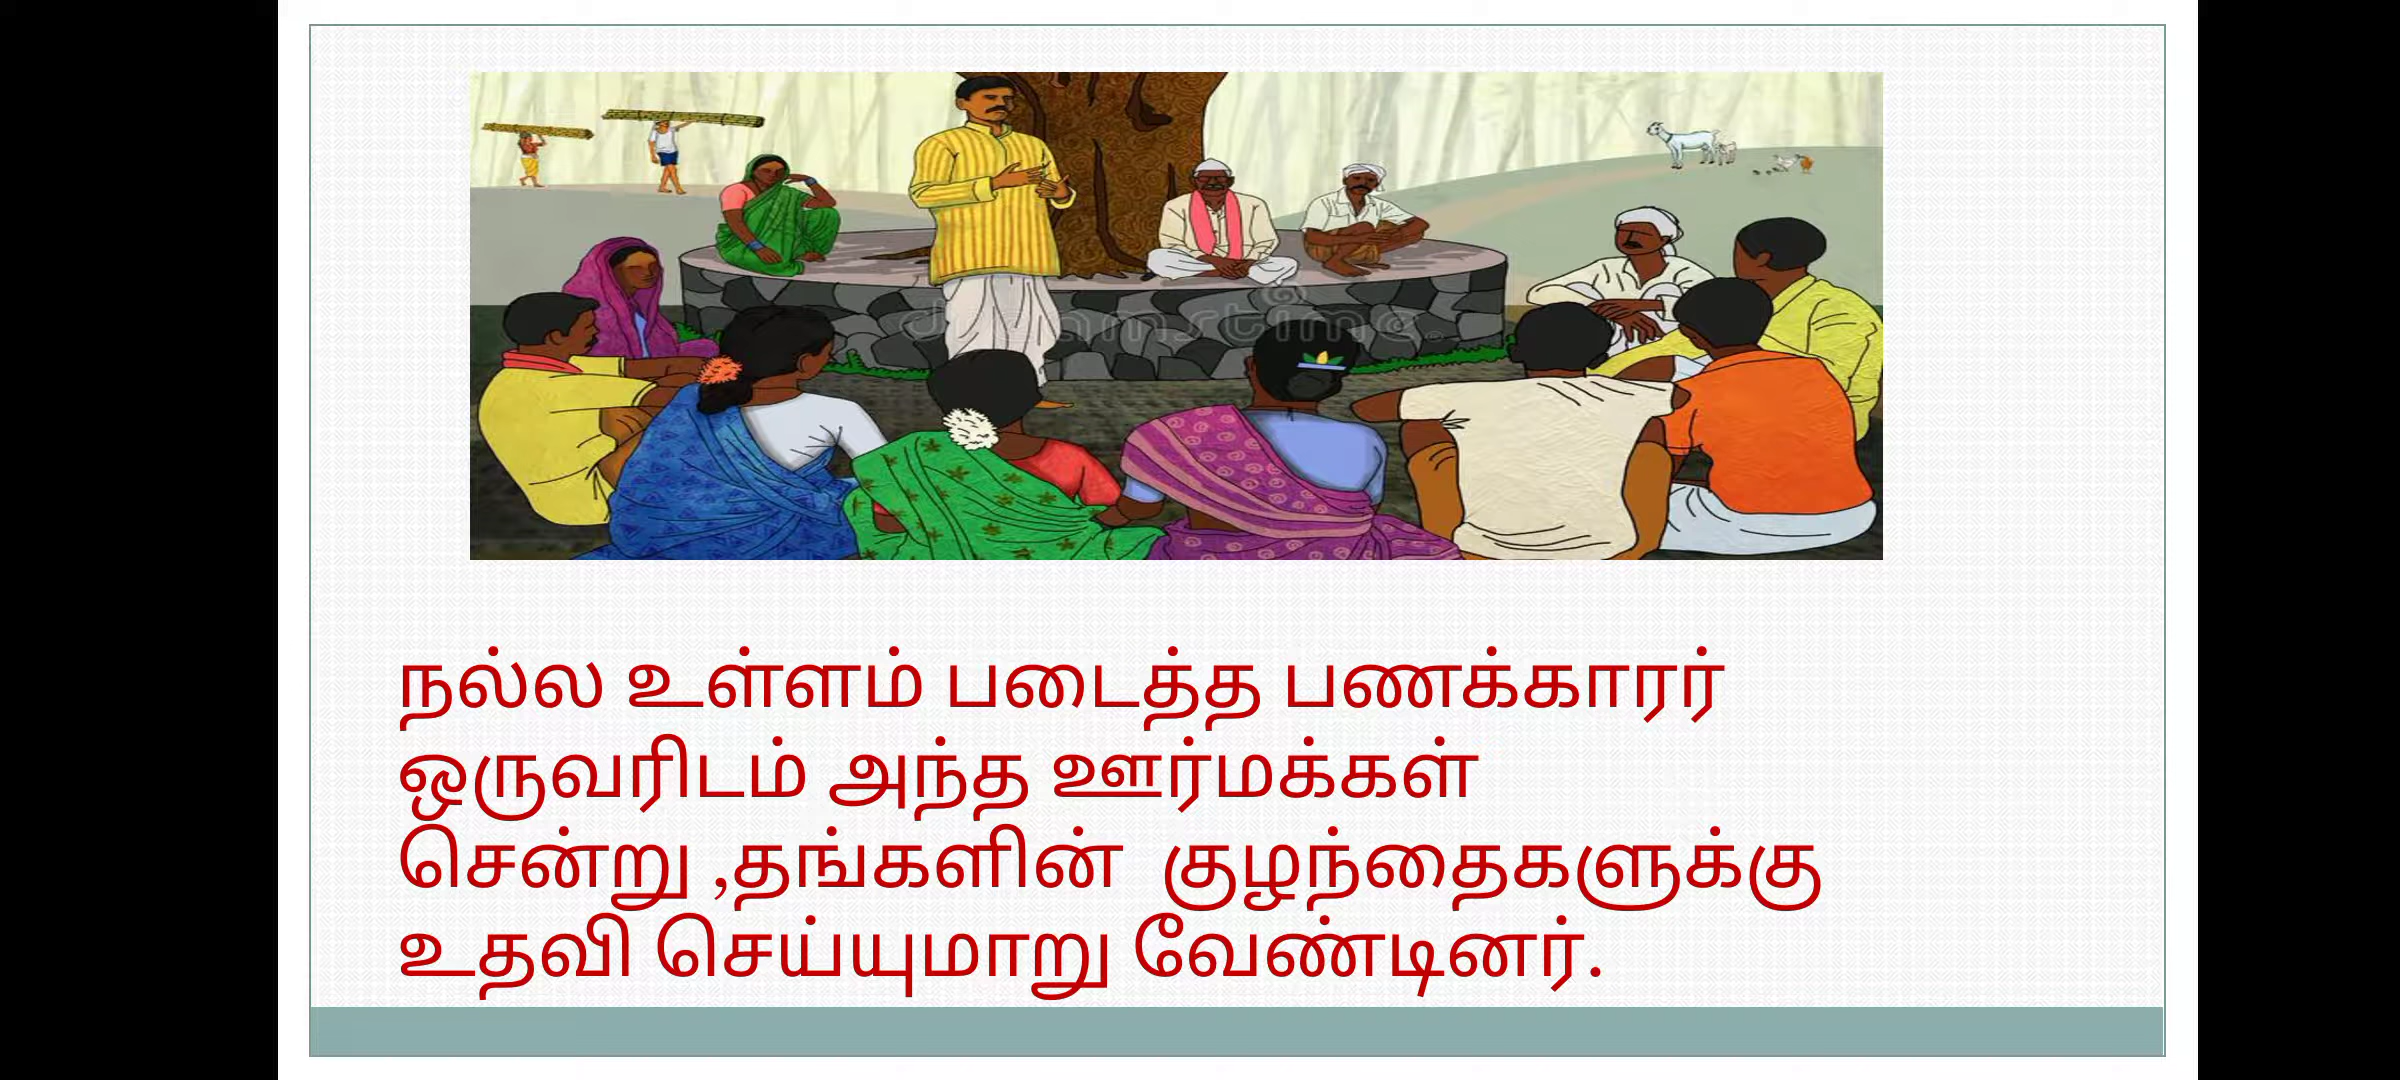 dreamstime.
நல்ல உள்ளம் படைத்த பணக்காரர்
ஒருவரிடம் அந்த ஊர்மக்கள்
சென்று ,தங்களின் குழந்தைகளுக்கு
உதவி செய்யுமாறு வேண்டினர்.